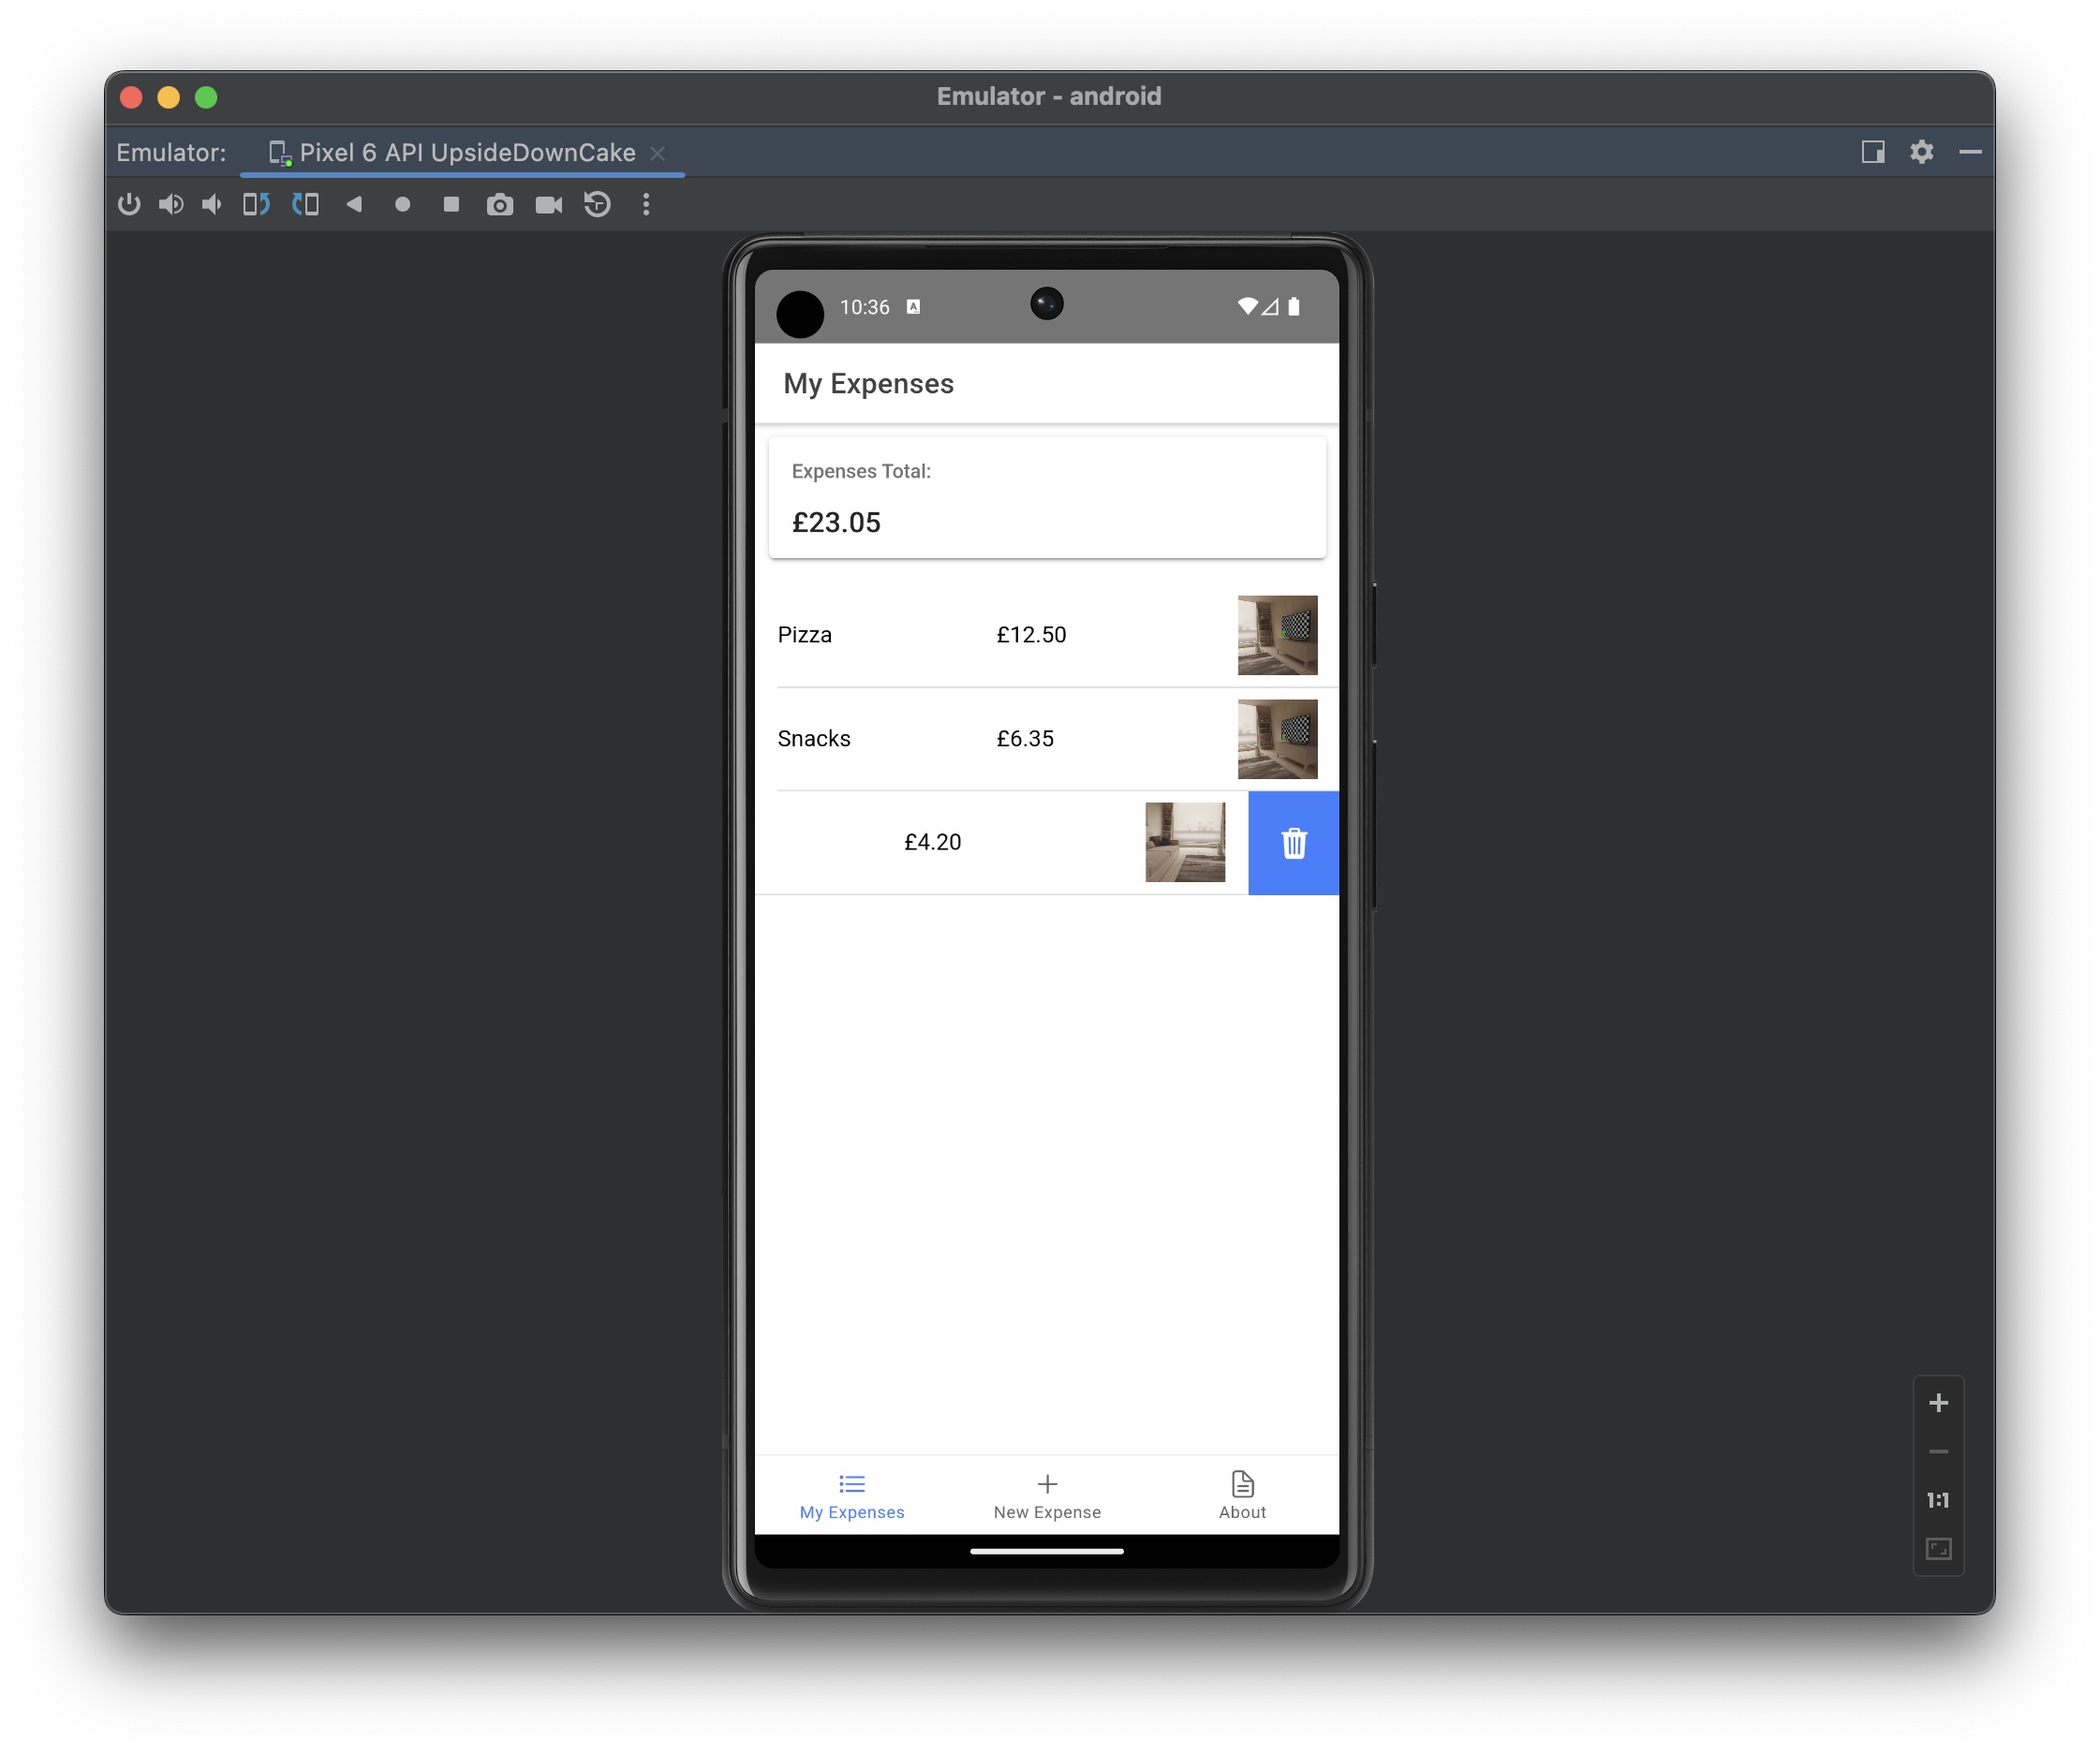 Emulator - android
Emulator: Pixel 6 API UpsideDownCake
10:36 A
My Expenses
Expenses Total:
£23.05
Pizza £12.50
Snacks £6.35
£4.20
My Expenses New Expense About
1:1